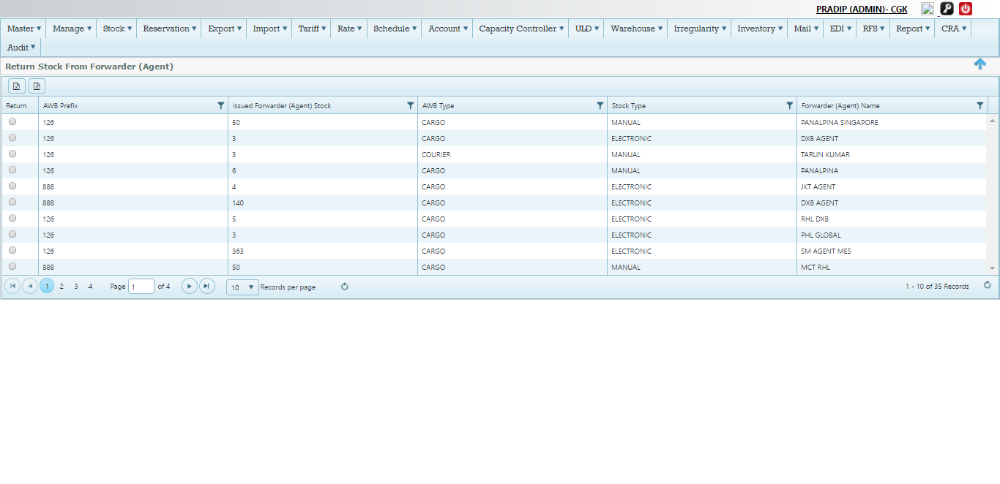 PRADIP (ADMIN)- CGK
Master Manage Stock Reservation Export Import Tariff Rate Schedule Account Capacity Controller ULD Warehouse Irregularity Inventory Mail EDI RFS Report CRA
Audit
Return Stock From Forwarder (Agent)
Return AWB Prefix Issued Forwarder (Agent) Stock AWB Type Stock Type Forwarder (Agent) Name
126 50 CARGO MANUAL PANALPINA SINGAPORE
126 3 CARGO ELECTRONIC DXB AGENT
126 3 COURIER MANUAL TARUN KUMAR
126 6 CARGO MANUAL PANALPINA
888 4 CARGO ELECTRONIC JKT AGENT
888 140 CARGO ELECTRONIC DXB AGENT
126 5 CARGO ELECTRONIC RHL DXB
126 3 CARGO ELECTRONIC PHL GLOBAL
126 363 CARGO ELECTRONIC SM AGENT MES
888 50 CARGO MANUAL MCT RHL
1 2 3 4 Page 1 of 4 10 Records per page 1 - 10 of 35 Records